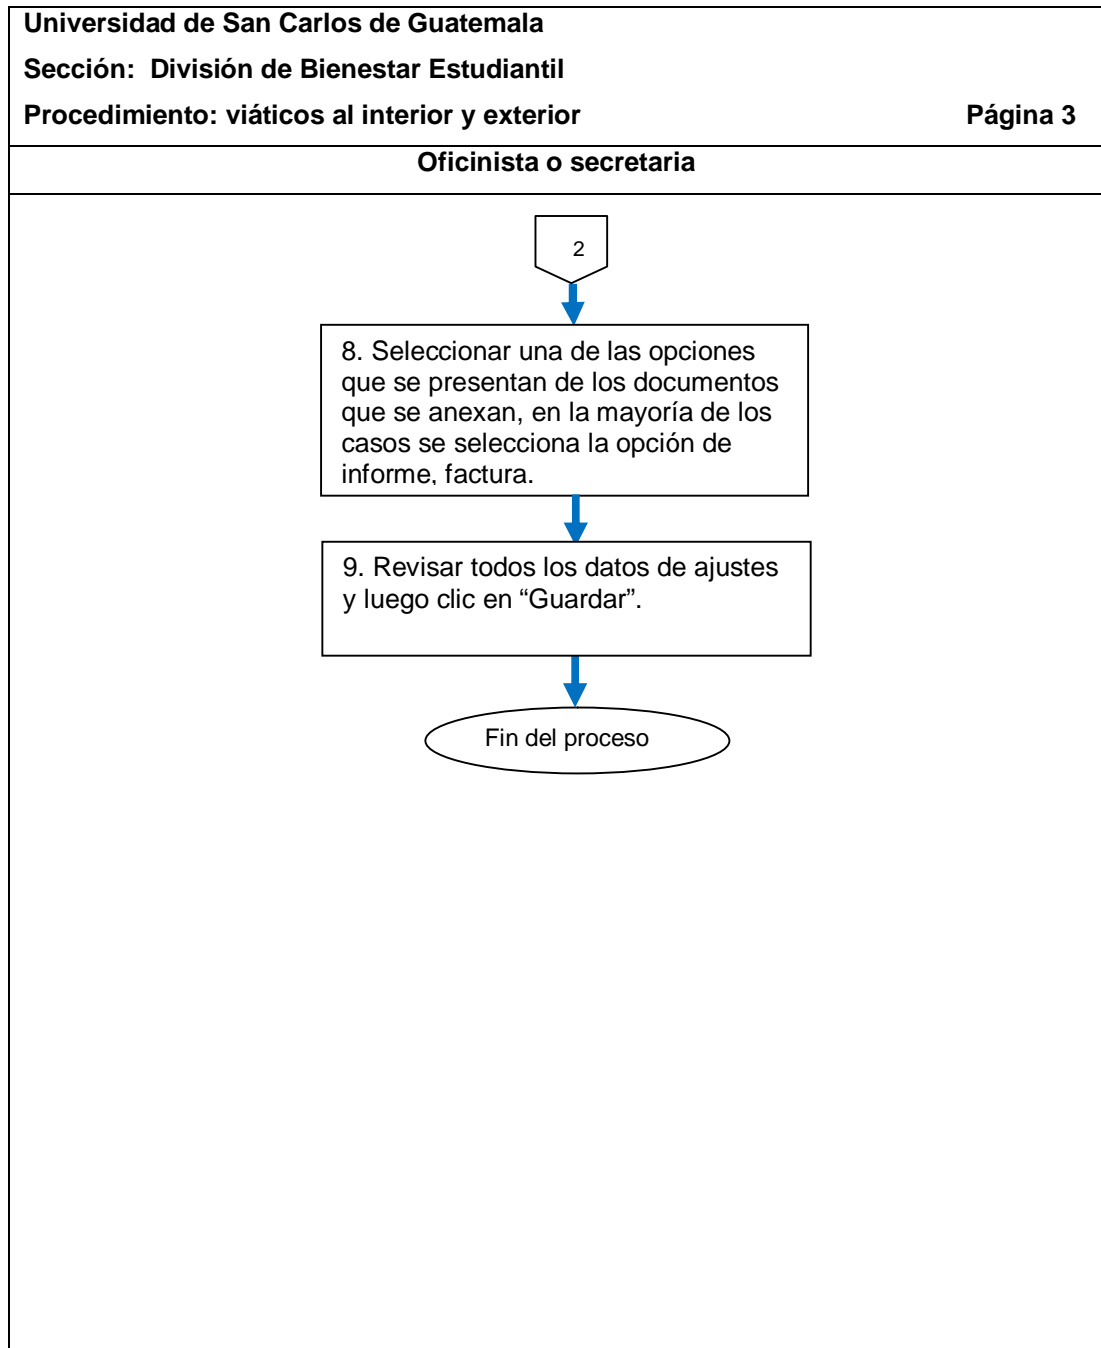 Universidad de San Carlos de Guatemala
Sección:  División de Bienestar Estudiantil
Procedimiento: viáticos al interior y exterior Página 3
Oficinista o secretaria
2
8. Seleccionar una de las opciones
que se presentan de los documentos
que se anexan, en la mayoría de los
casos se selecciona la opción de
informe, factura.
9. Revisar todos los datos de ajustes
y luego clic en “Guardar”.
Fin del proceso